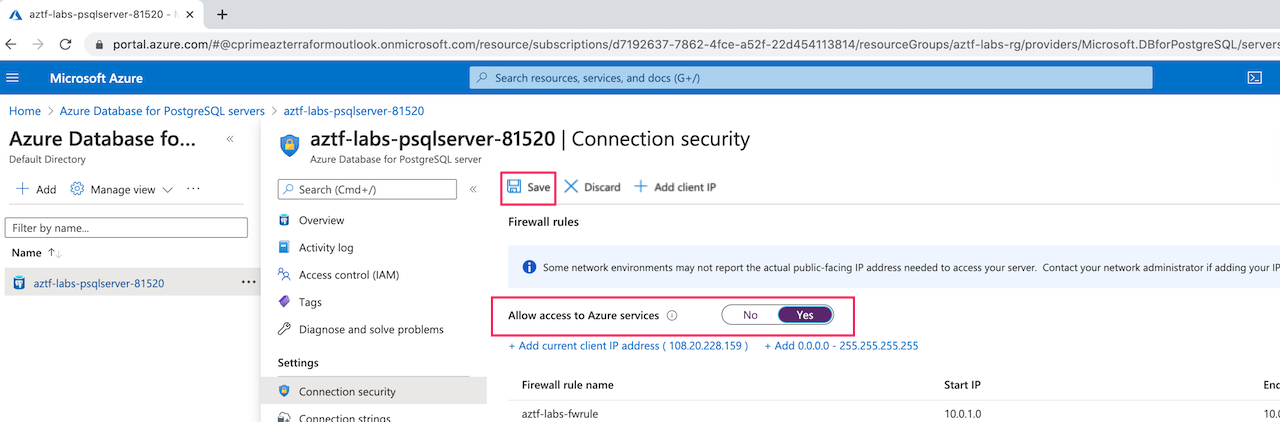 aztf-labs-psqlserver-81520 - M
portal.azure.com/#@cprimeazterraformoutlook.onmicrosoft.com/resource/subscriptions/d7192637-7862-4fce-a52f-22d454113814/resourceGroups/aztf-labs-rg/providers/Microsoft.DBforPostgreSQL/servers
Microsoft Azure
Search resources, services, and docs (G+/)
Home > Azure Database for PostgreSQL servers > aztf-labs-psqlserver-81520
Azure Database fo...
Default Directory
Add
Manage view
Filter by name...
Name
aztf-labs-psqlserver-81520
aztf-labs-psqlserver-81520 | Connection security
Azure Database for PostgreSQL server
Search (Cmd+/)
Overview
Activity log
Access control (IAM)
Tags
Diagnose and solve problems
Settings
Connection security
Connection strings
Save
Discard
Add client IP
Firewall rules
Some network environments may not report the actual public-facing IP address needed to access your server. Contact your network administrator if adding your IP
Allow access to Azure services
No
Yes
+ Add current client IP address ( 108.20.228.159 )
+ Add 0.0.0.0 - 255.255.255.255
Firewall rule name
Start IP
End
aztf-labs-fwrule
10.0.1.0
10.0